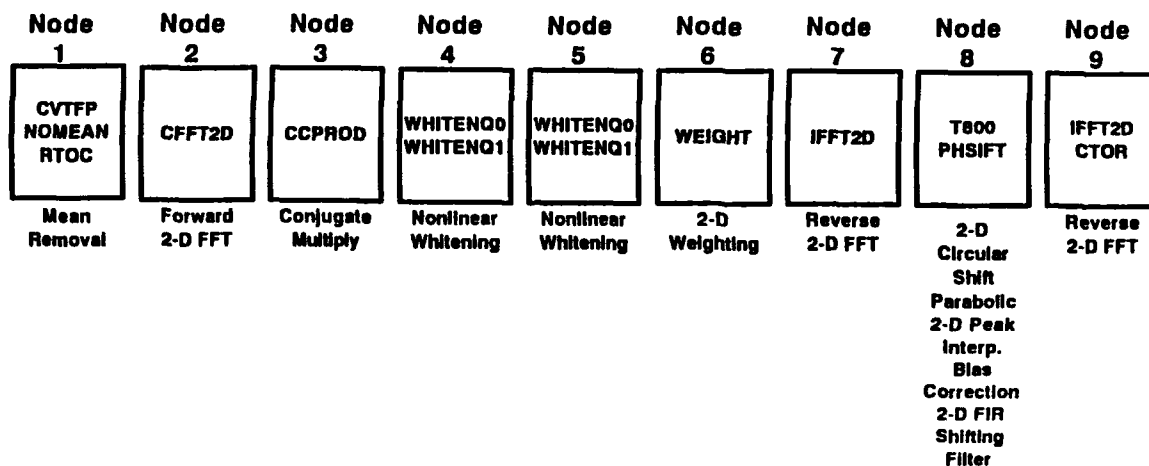 Node Node Node Node Node Node Node Node Node
1 2 3 4 5 6 7 8 9
CVTFP
NOMEAN
RTOC
CFFT2D
CCPROD
WHITENQ0
WHITENQ1
WHITENQ0
WHITENQ1
WEIGHT
IFFT2D
T800
PHSIFT
IFFT2D
CTOR
Mean
Removal
Forward
2-D FFT
Conjugate
Multiply
Nonlinear
Whitening
Nonlinear
Whitening
2-D
Weighting
Reverse
2-D FFT
2-D
Circular
Shift
Parabolic
2-D Peak
Interp.
Bias
Correction
2-D FIR
Shifting
Filter
Reverse
2-D FFT